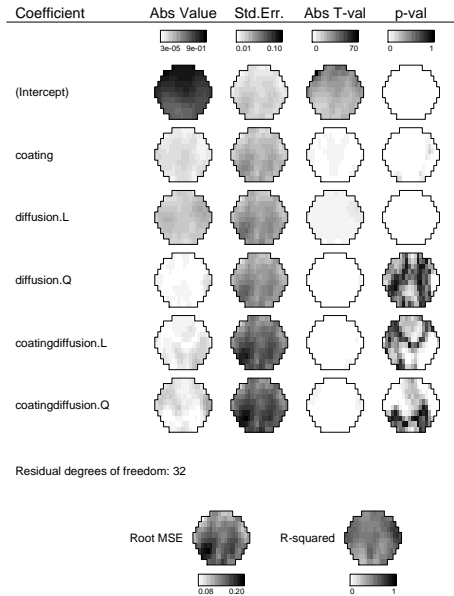 Coefficient Abs Value Std.Err. Abs T-val p-val
3e-05 9e-01 0.01 0.10 0 70 0 1
(Intercept)
coating
diffusion.L
diffusion.Q
coatingdiffusion.L
coatingdiffusion.Q
Residual degrees of freedom: 32
Root MSE R-squared
0.08 0.20 0 1